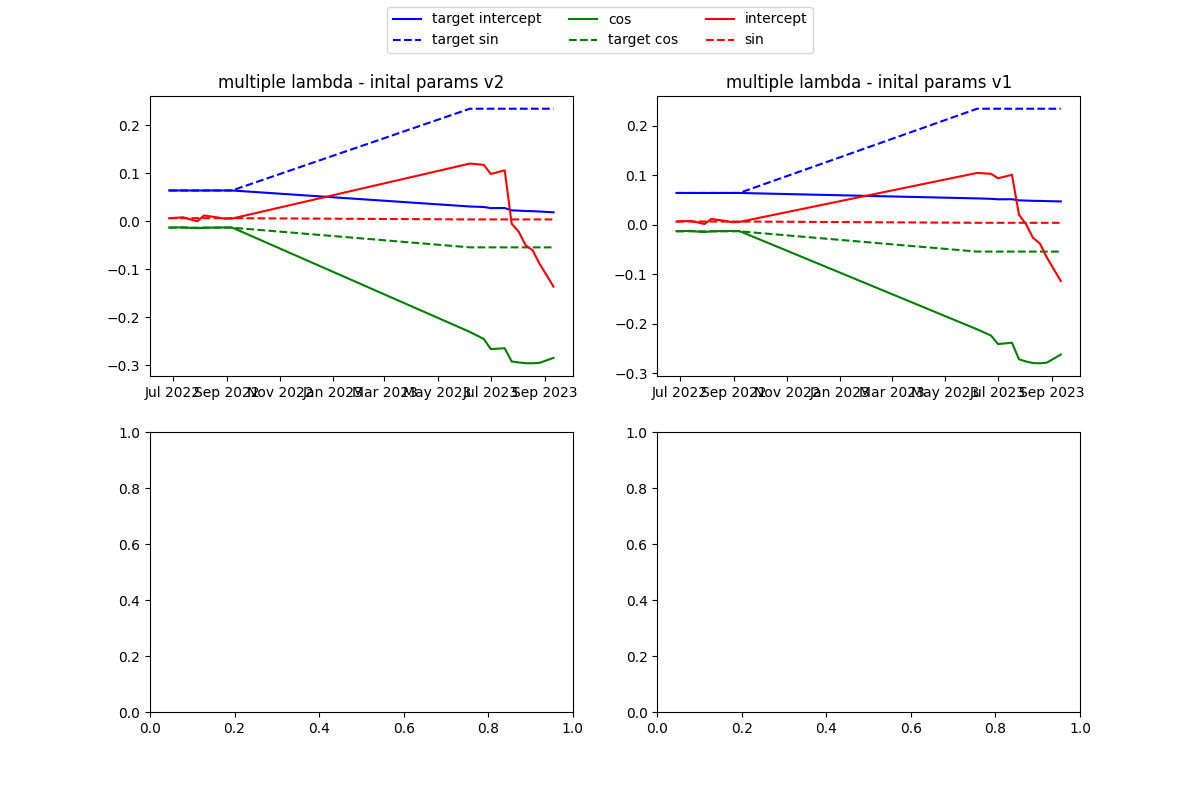 target intercept cos intercept
target sin target cos sin
multiple lambda - inital params v2 multiple lambda - inital params v1
0.2 0.2
0.1 0.1
0.0 0.0
−0.1 −0.1
−0.2 −0.2
−0.3 −0.3
Jul 2022 Sep 2022 Nov 2022 Jan 2023 Mar 2023 May 2023 Jul 2023 Sep 2023 Jul 2022 Sep 2022 Nov 2022 Jan 2023 Mar 2023 May 2023 Jul 2023 Sep 2023
1.0 1.0
0.8 0.8
0.6 0.6
0.4 0.4
0.2 0.2
0.0 0.0
0.0 0.2 0.4 0.6 0.8 1.0 0.0 0.2 0.4 0.6 0.8 1.0